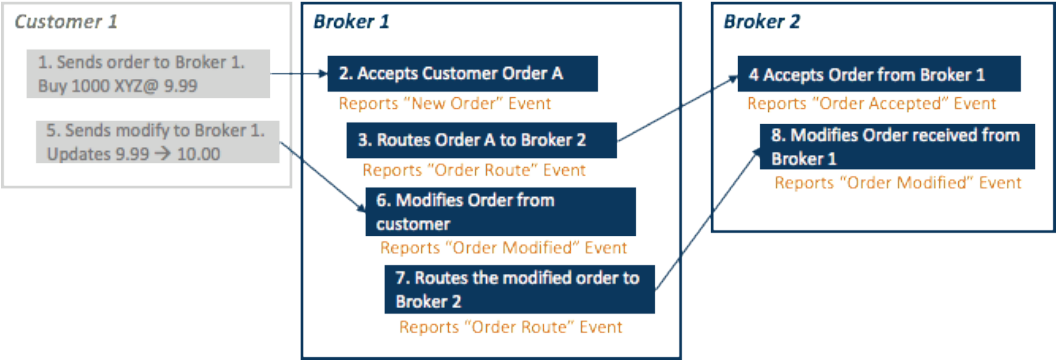 Customer 1
1. Sends order to Broker 1.
Buy 1000 XYZ@ 9.99
5. Sends modify to Broker 1.
Updates 9.99 → 10.00
Broker 1
2. Accepts Customer Order A
Reports “New Order” Event
3. Routes Order A to Broker 2
Reports “Order Route” Event
6. Modifies Order from
customer
Reports “Order Modified” Event
7. Routes the modified order to
Broker 2
Reports “Order Route” Event
Broker 2
4 Accepts Order from Broker 1
Reports “Order Accepted” Event
8. Modifies Order received from
Broker 1
Reports “Order Modified” Event